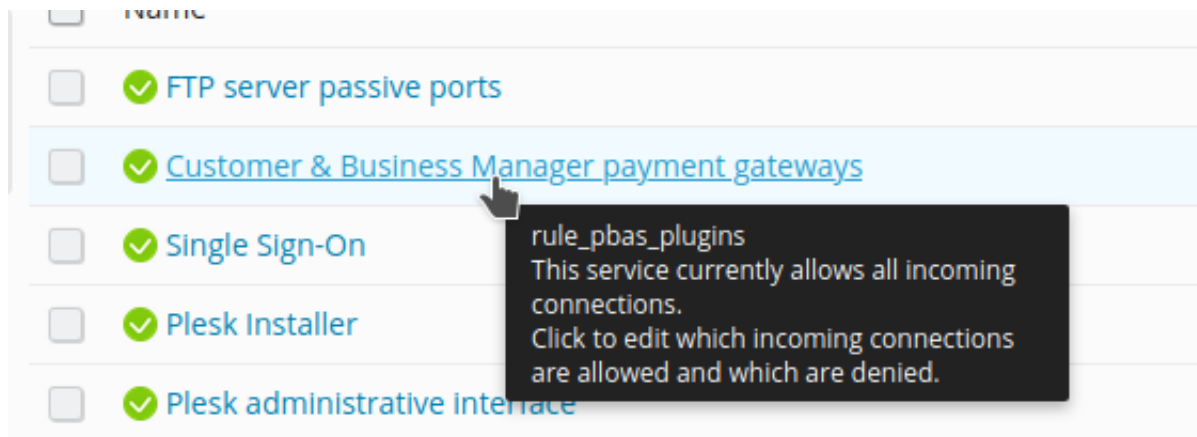 Name
FTP server passive ports
Customer & Business Manager payment gateways
Single Sign-On
Plesk Installer
Plesk administrative interface
rule_pbas_plugins
This service currently allows all incoming
connections.
Click to edit which incoming connections
are allowed and which are denied.